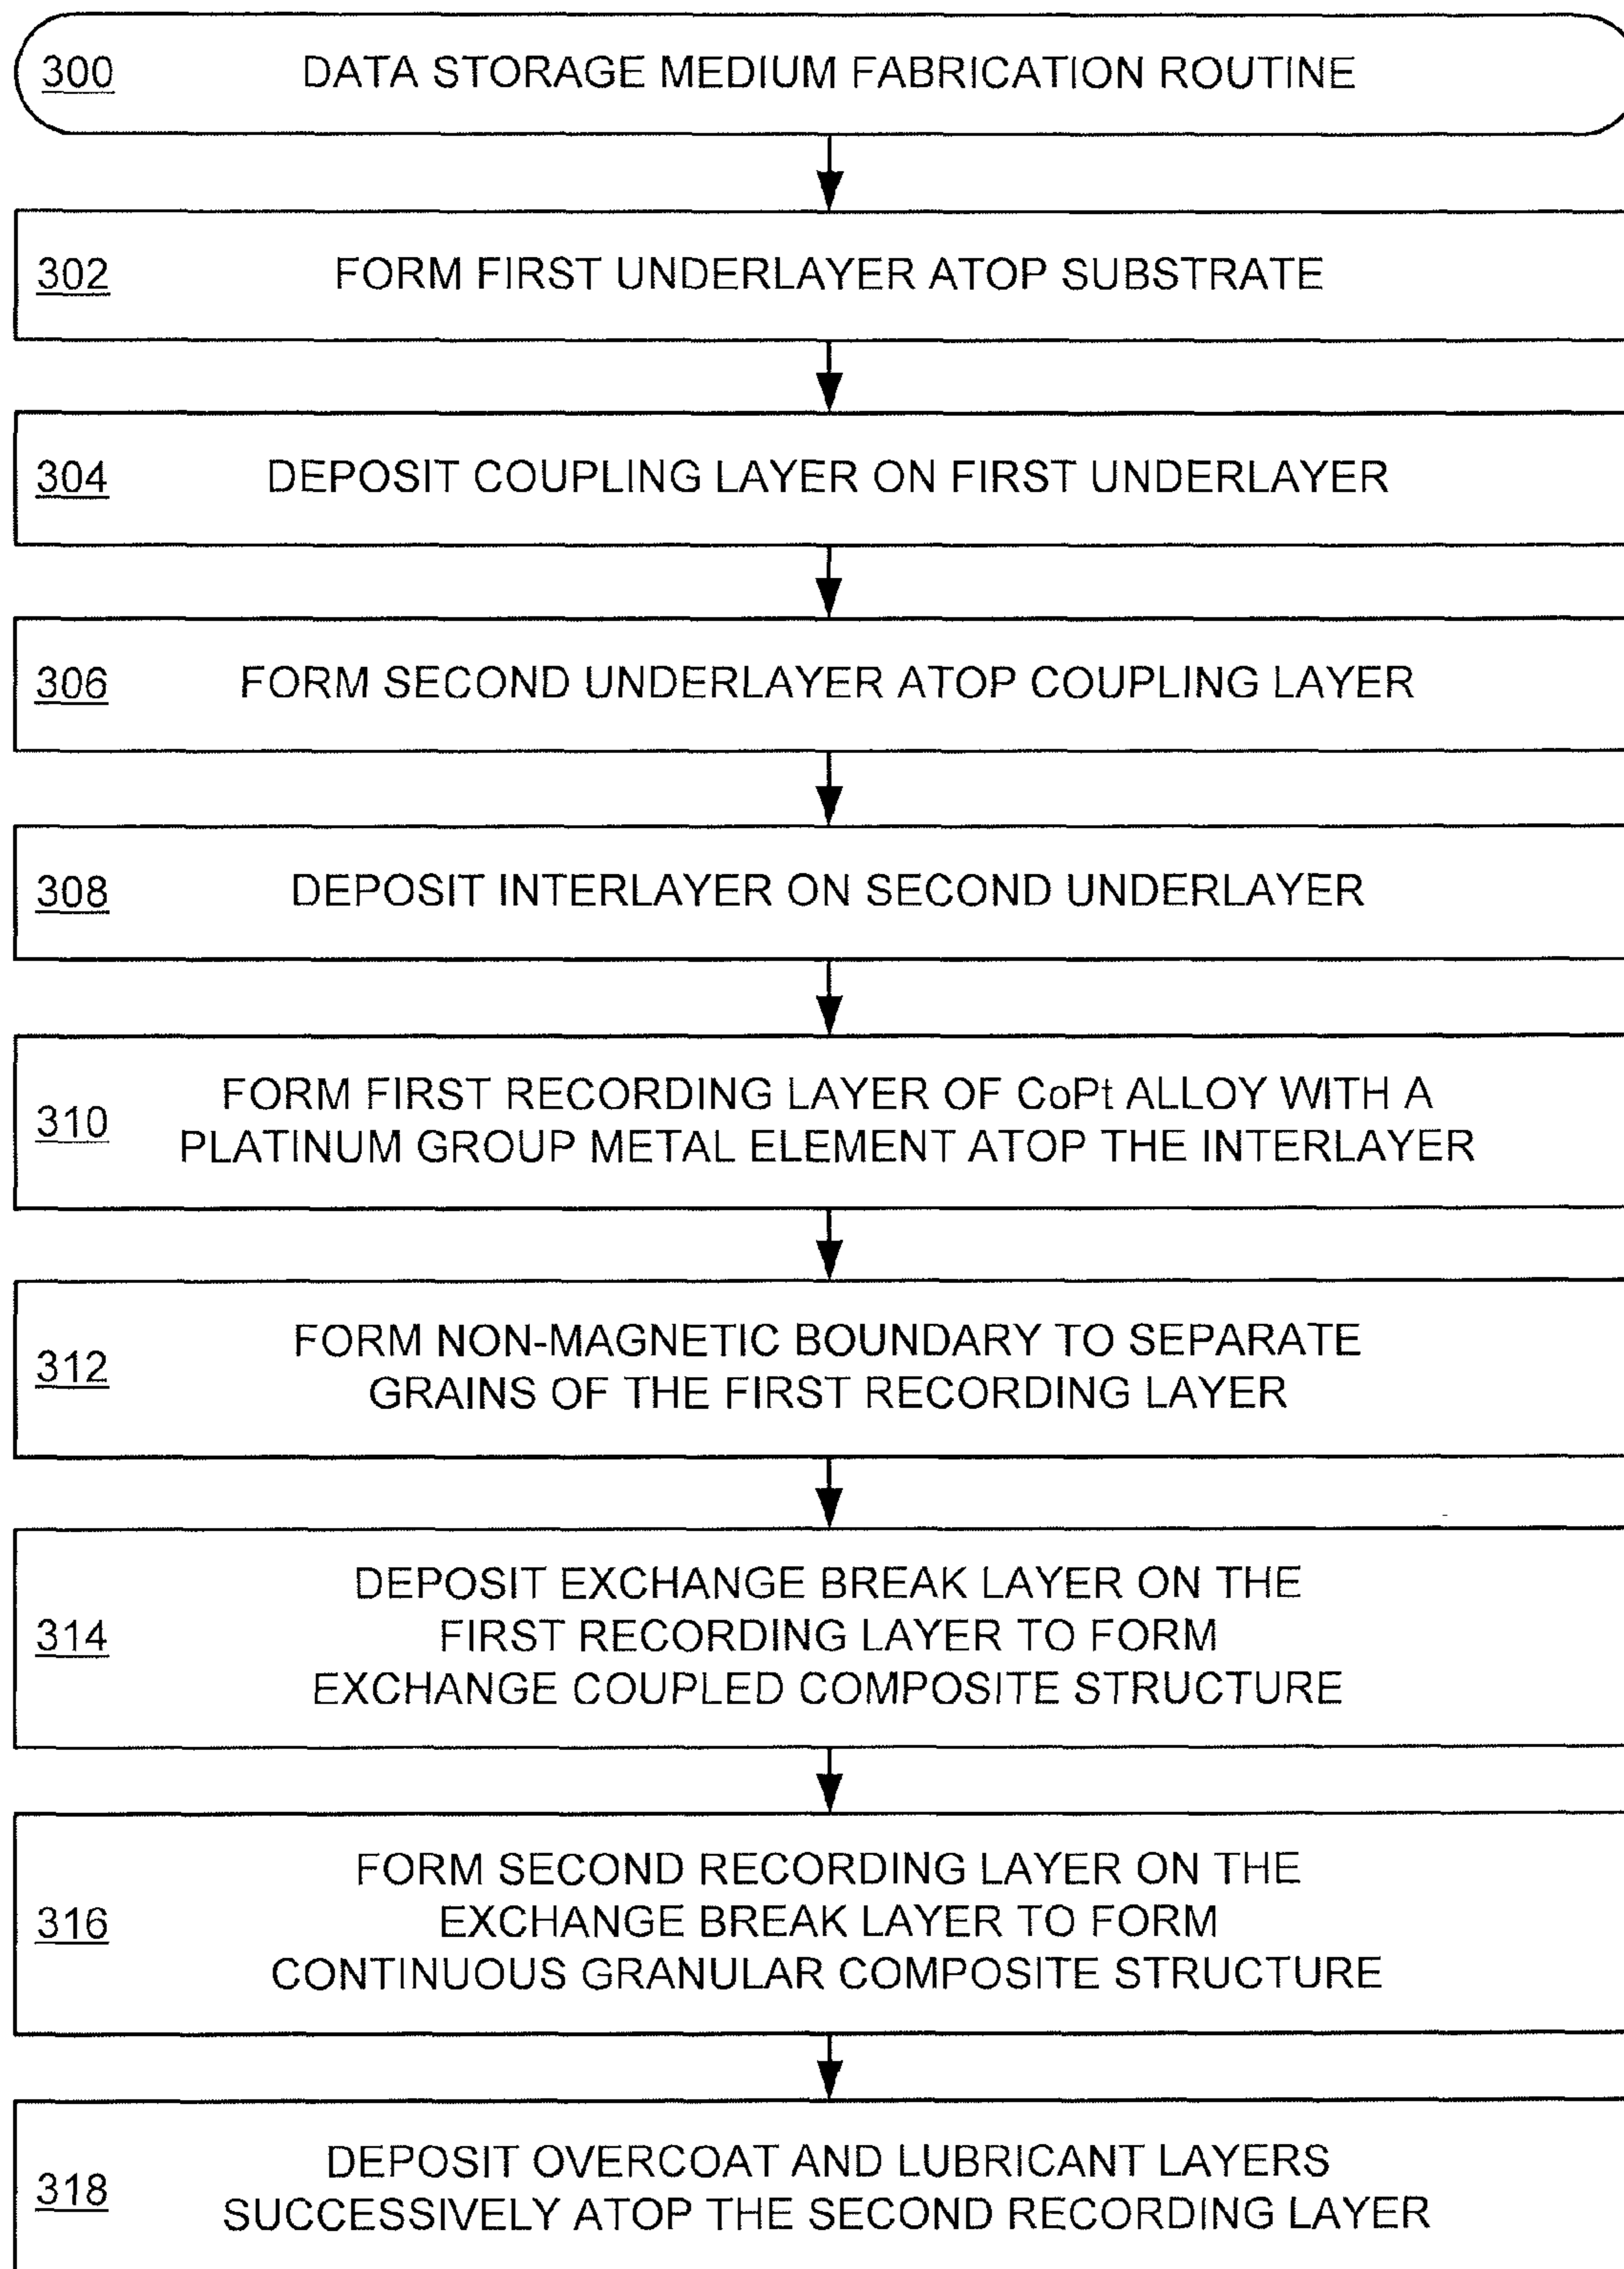 300 DATA STORAGE MEDIUM FABRICATION ROUTINE
302 FORM FIRST UNDERLAYER ATOP SUBSTRATE
304 DEPOSIT COUPLING LAYER ON FIRST UNDERLAYER
306 FORM SECOND UNDERLAYER ATOP COUPLING LAYER
308 DEPOSIT INTERLAYER ON SECOND UNDERLAYER
310 FORM FIRST RECORDING LAYER OF CoPt ALLOY WITH A
PLATINUM GROUP METAL ELEMENT ATOP THE INTERLAYER
312 FORM NON-MAGNETIC BOUNDARY TO SEPARATE
GRAINS OF THE FIRST RECORDING LAYER
314 DEPOSIT EXCHANGE BREAK LAYER ON THE
FIRST RECORDING LAYER TO FORM
EXCHANGE COUPLED COMPOSITE STRUCTURE
316 FORM SECOND RECORDING LAYER ON THE
EXCHANGE BREAK LAYER TO FORM
CONTINUOUS GRANULAR COMPOSITE STRUCTURE
318 DEPOSIT OVERCOAT AND LUBRICANT LAYERS
SUCCESSIVELY ATOP THE SECOND RECORDING LAYER